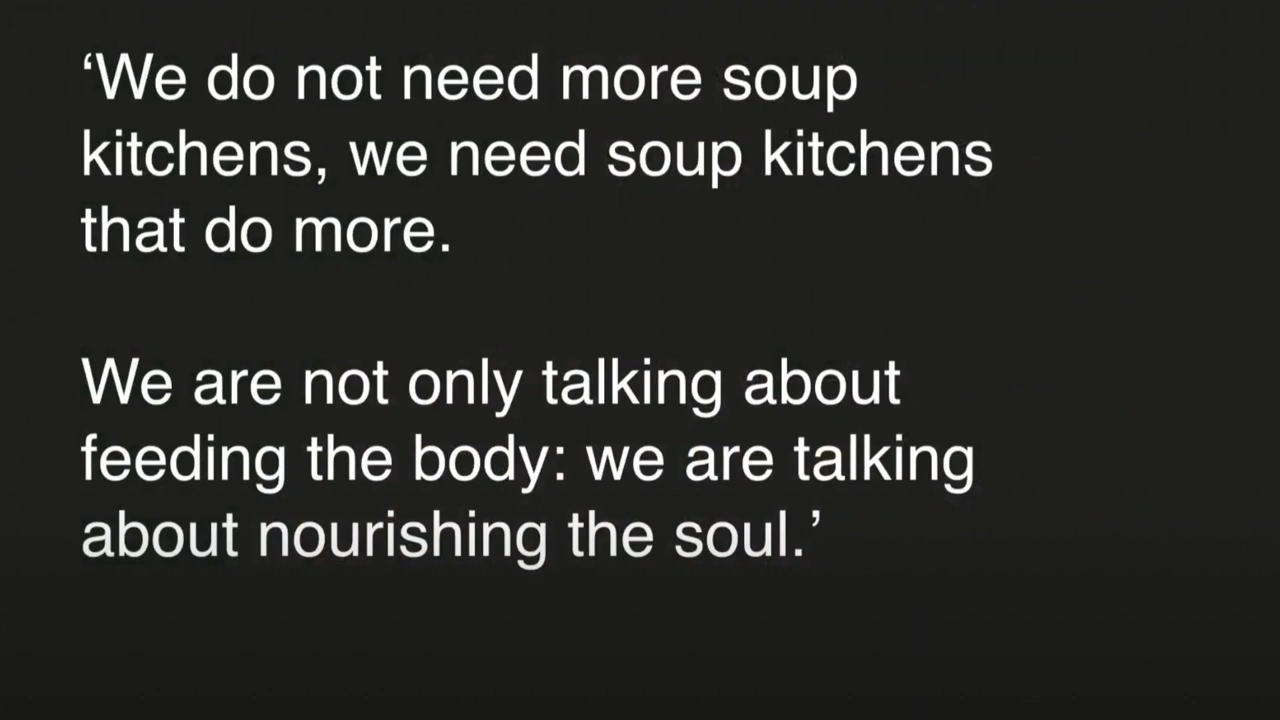 ‘We do not need more soup
kitchens, we need soup kitchens
that do more.
We are not only talking about
feeding the body: we are talking
about nourishing the soul.’